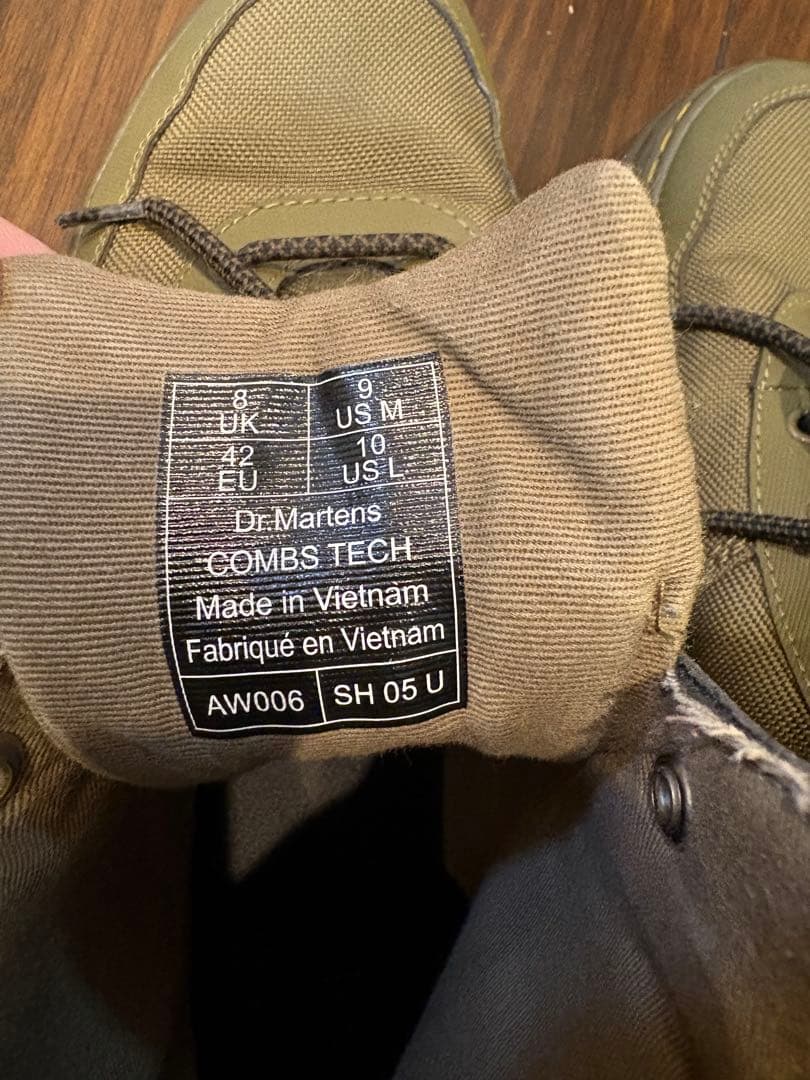 8 9
UK US M
42 10
EU US L
Dr.Martens
COMBS TECH
Made in Vietnam
Fabriqué en Vietnam
AW006 SH 05 U